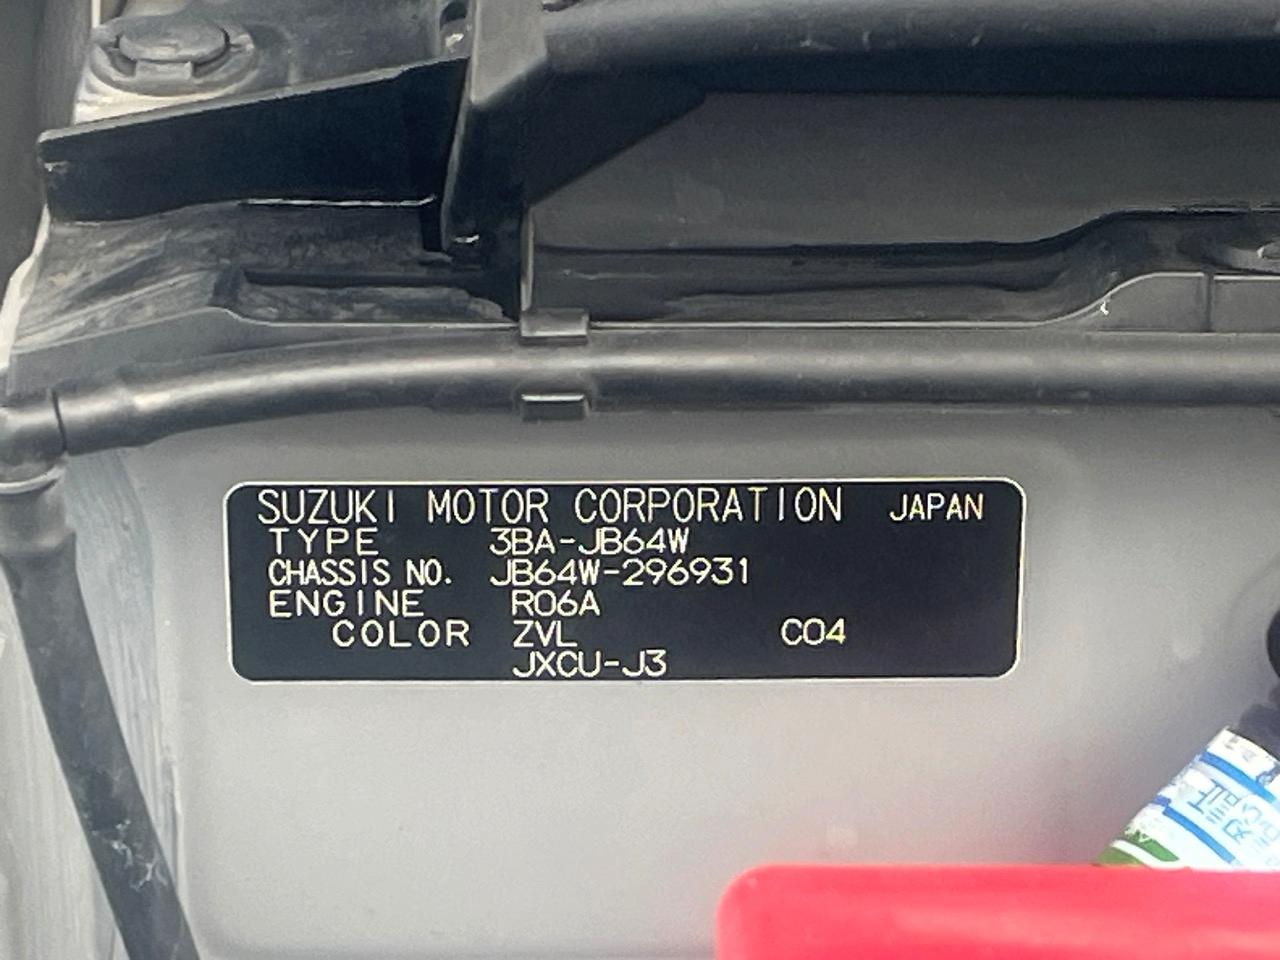 SUZUKI MOTOR CORPORATION JAPAN
TYPE 3BA-JB64W
CHASSIS NO. JB64W-296931
ENGINE R06A
COLOR ZVL C04
JXCU-J3